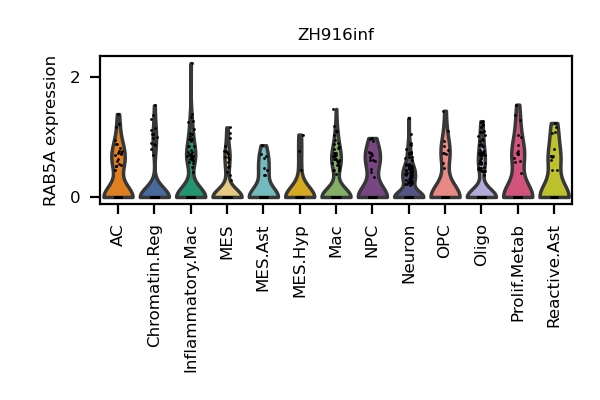 ZH916inf
RAB5A expression
2
0
AC
Chromatin.Reg
Inflammatory.Mac
MES
MES.Ast
MES.Hyp
Mac
NPC
Neuron
OPC
Oligo
Prolif.Metab
Reactive.Ast